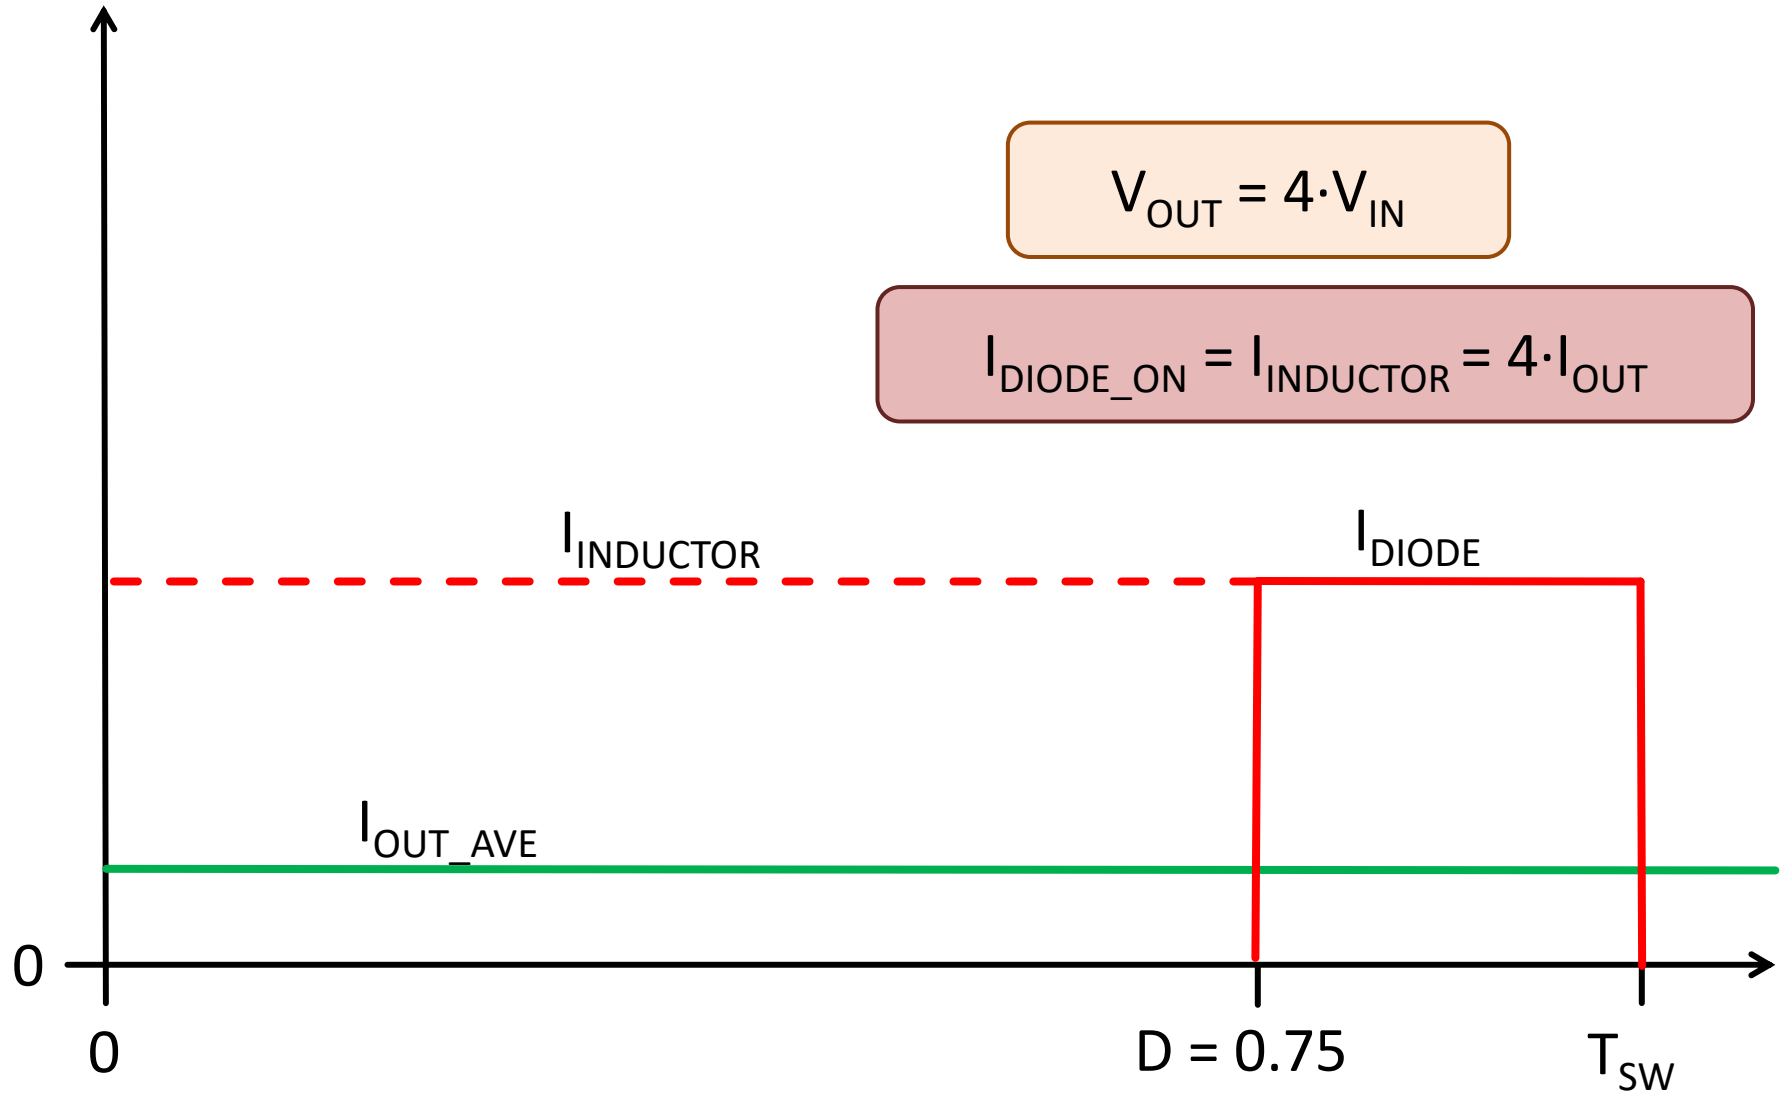 V_OUT = 4·V_IN
I_DIODE_ON = I_INDUCTOR = 4·I_OUT
I_INDUCTOR
I_DIODE
I_OUT_AVE
0
0
D = 0.75
T_SW